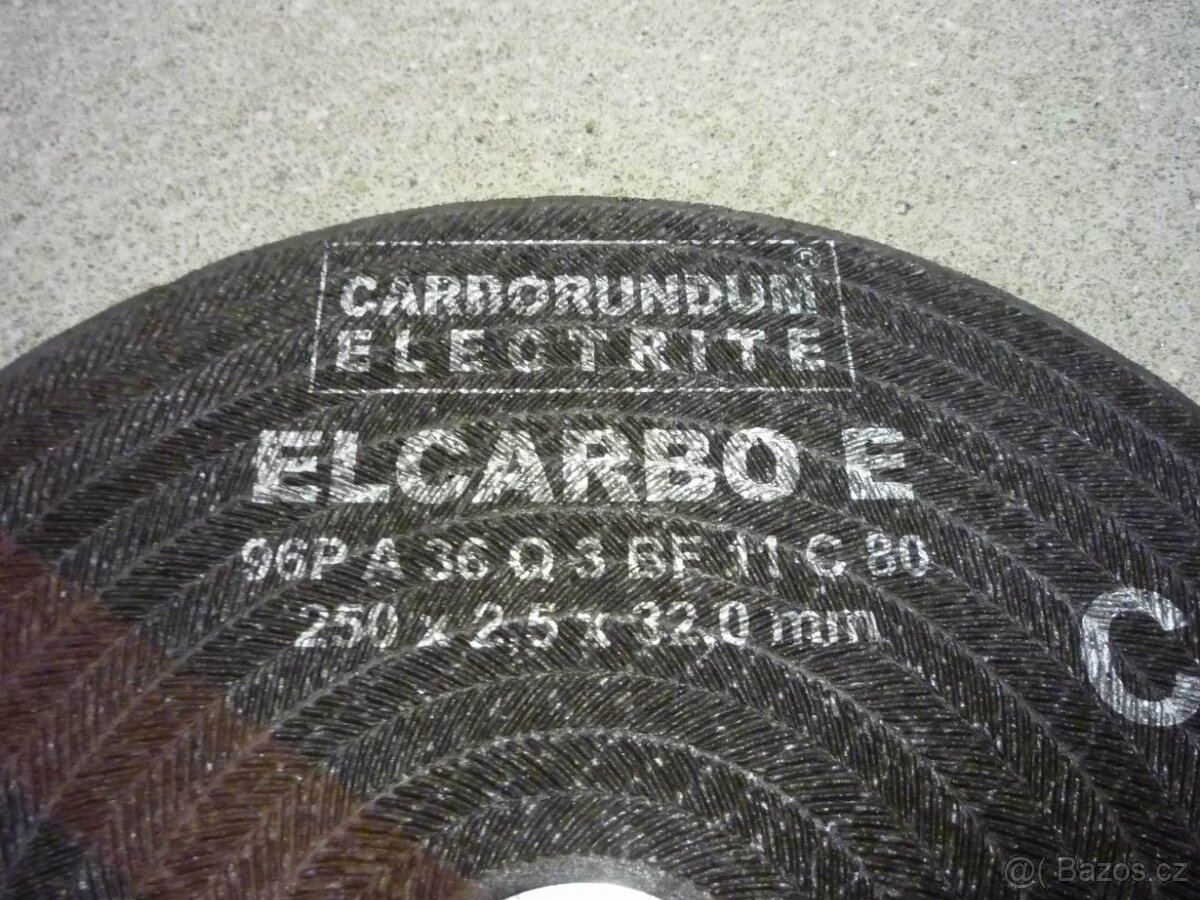 CARBORUNDUM®
ELECTRITE
ELCARBO E
96P A 36 Q 3 BF 11 C 80
250 x 2,5 x 32,0 mm
C
@( Bazos.cz